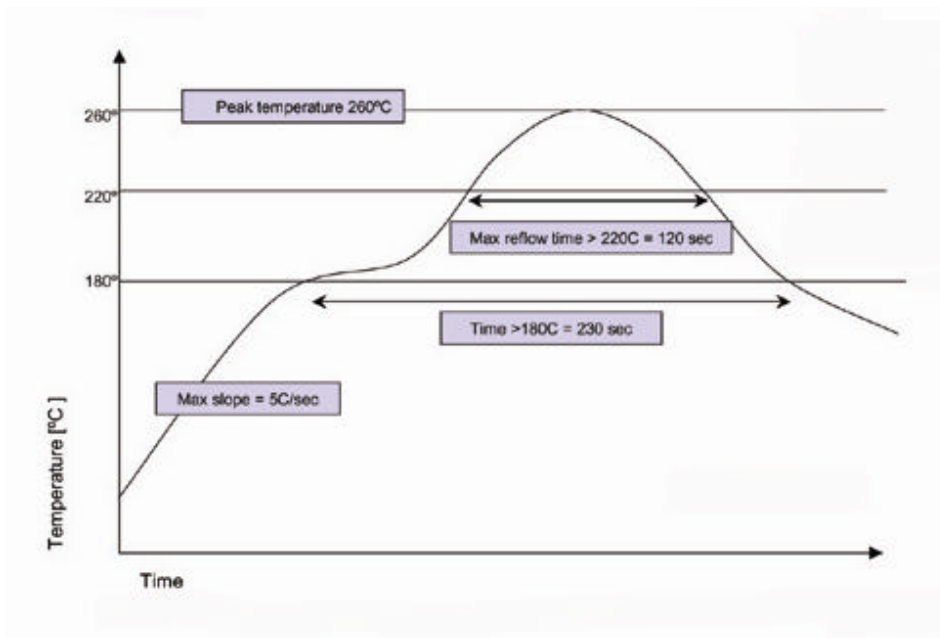 Peak temperature 260ºC
260º
220º
Max reflow time > 220C = 120 sec
180º
Time >180C = 230 sec
Max slope = 5C/sec
Temperature [ºC ]
Time